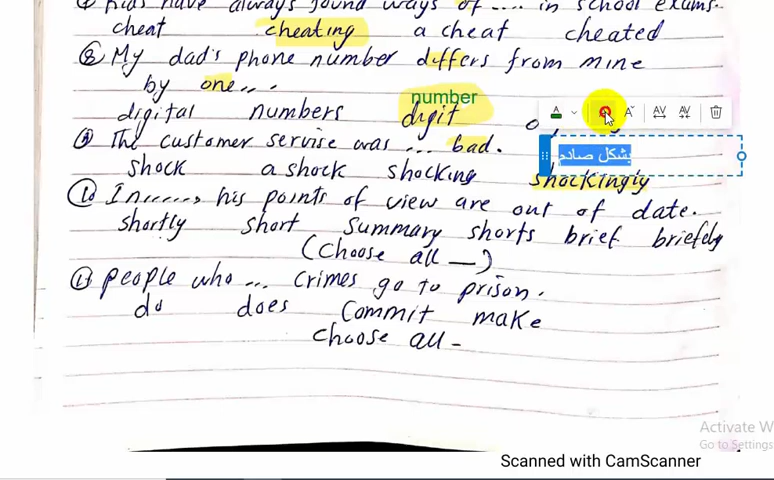 Kids have always found ways of .... in school exams.
cheat cheating a cheat cheated
⑧ My dad's phone number differs from mine
by one....
number
digital numbers digit
⑨ The customer service was ... bad.
بشكل صادم
shock a shock shocking shockingly
⑩ In......, his points of view are out of date.
shortly short summary shorts brief briefly
(Choose all —)
⑪ people who ... crimes go to prison.
do does Commit make
choose all -
Activate W
Go to Settings
Scanned with CamScanner